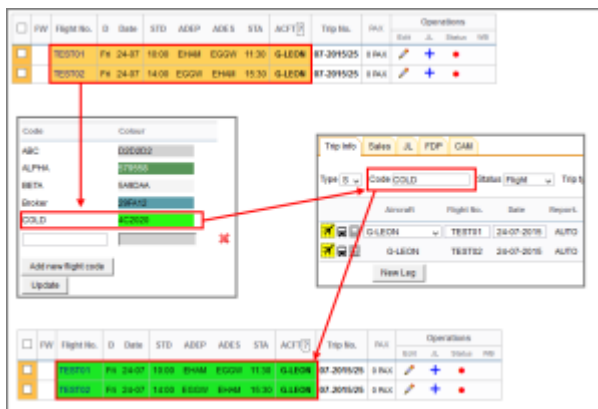 FW Flight No. D Date STD ADEP ADES STA ACFT Trip No. PAX Operations
Edit JL Status WB
TEST01 Fri 24-07 10:00 EHAM EGGW 11:30 G-LEON 07-2015/25 0 PAX
TEST02 Fri 24-07 14:00 EGGW EHAM 15:30 G-LEON 07-2015/25 0 PAX
Code Colour
ABC D2D2D2
ALPHA
BETA
Broker
COLD
Add new flight code
Update
Trip Info Sales JL FDP CAM
Type S Code COLD Status Flight Trip
Aircraft Flight No. Date Report.
G-LEON TEST01 24-07-2015 AUTO
G-LEON TEST02 24-07-2015 AUTO
New Leg
FW Flight No. D Date STD ADEP ADES STA ACFT Trip No. PAX Operations
Edit JL Status WB
TEST01 Fri 24-07 10:00 EHAM EGGW 11:30 G-LEON 07-2015/25 0 PAX
TEST02 Fri 24-07 14:00 EGGW EHAM 15:30 G-LEON 07-2015/25 0 PAX